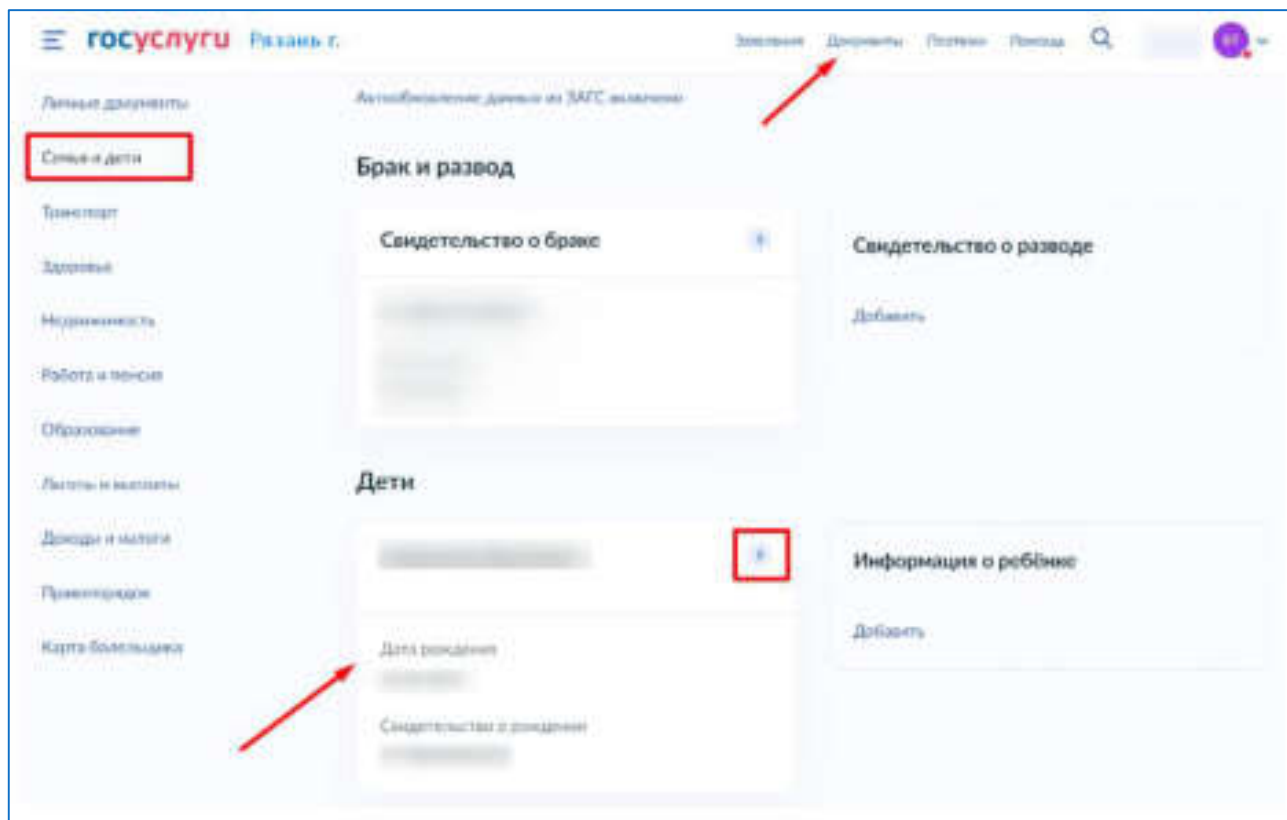 госуслуги Рязань г.
Заявления Документы Платежи Помощь
Личные документы
Автообновление данных из ЗАГС включено
Семья и дети
Брак и развод
Транспорт
Свидетельство о браке
Свидетельство о разводе
Здоровье
Добавить
Недвижимость
Работа и пенсия
Образование
Дети
Льготы и выплаты
Доходы и налоги
Информация о ребёнке
Правопорядок
Добавить
Карта болельщика
Дата рождения
Свидетельство о рождении